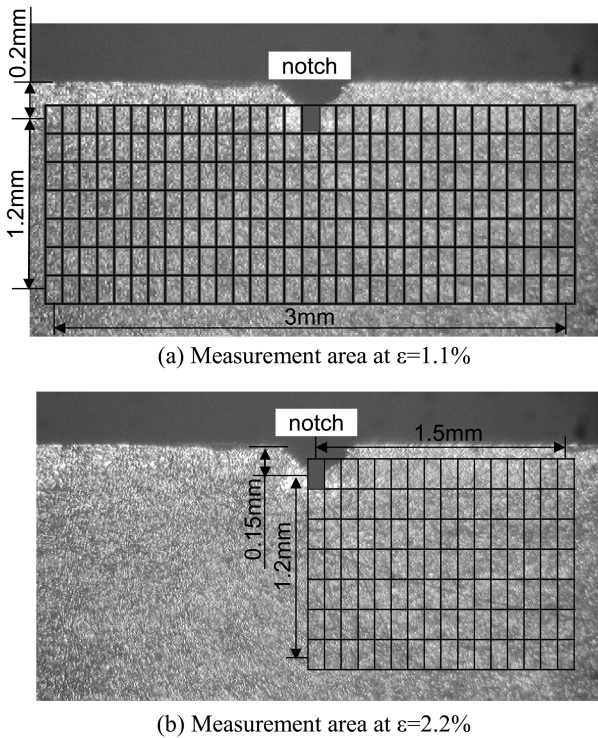 0.2mm
notch
1.2mm
3mm
(a) Measurement area at ε=1.1%
notch
1.5mm
0.15mm
1.2mm
(b) Measurement area at ε=2.2%